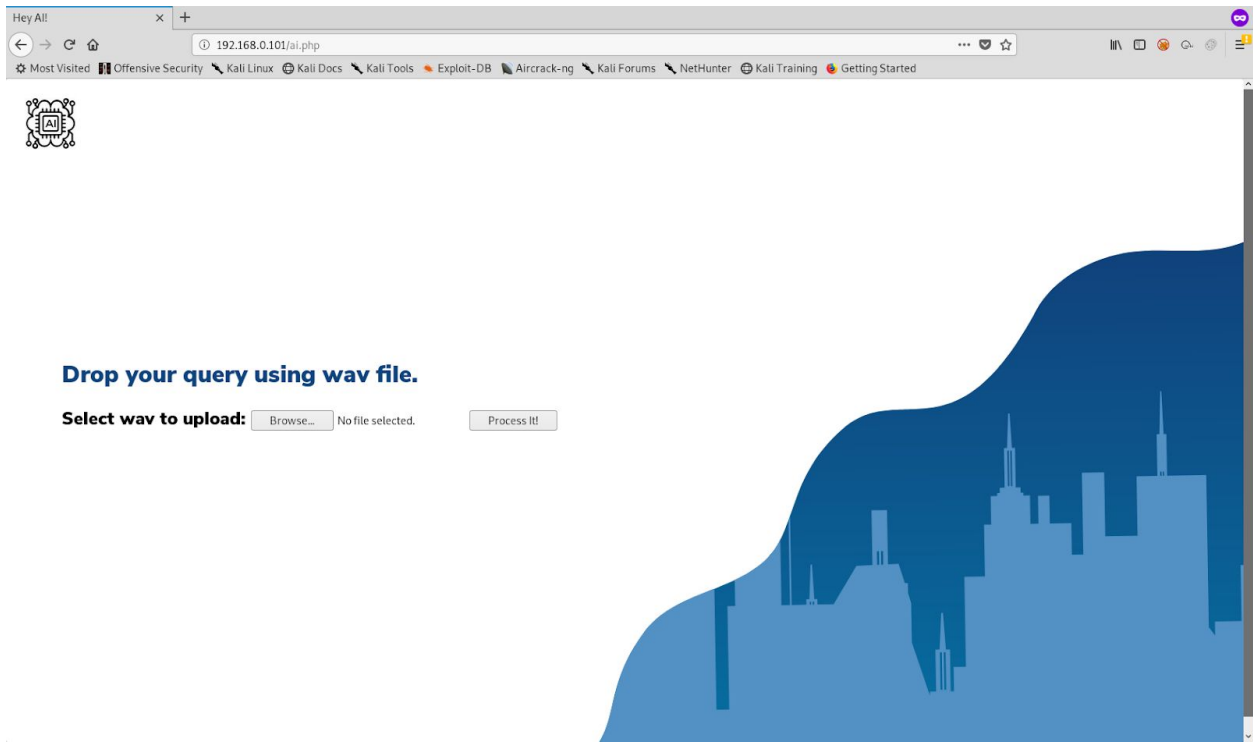 Hey AI!
192.168.0.101/ai.php
Most Visited Offensive Security Kali Linux Kali Docs Kali Tools Exploit-DB Aircrack-ng Kali Forums NetHunter Kali Training Getting Started
AI
Drop your query using wav file.
Select wav to upload: Browse... No file selected. Process It!